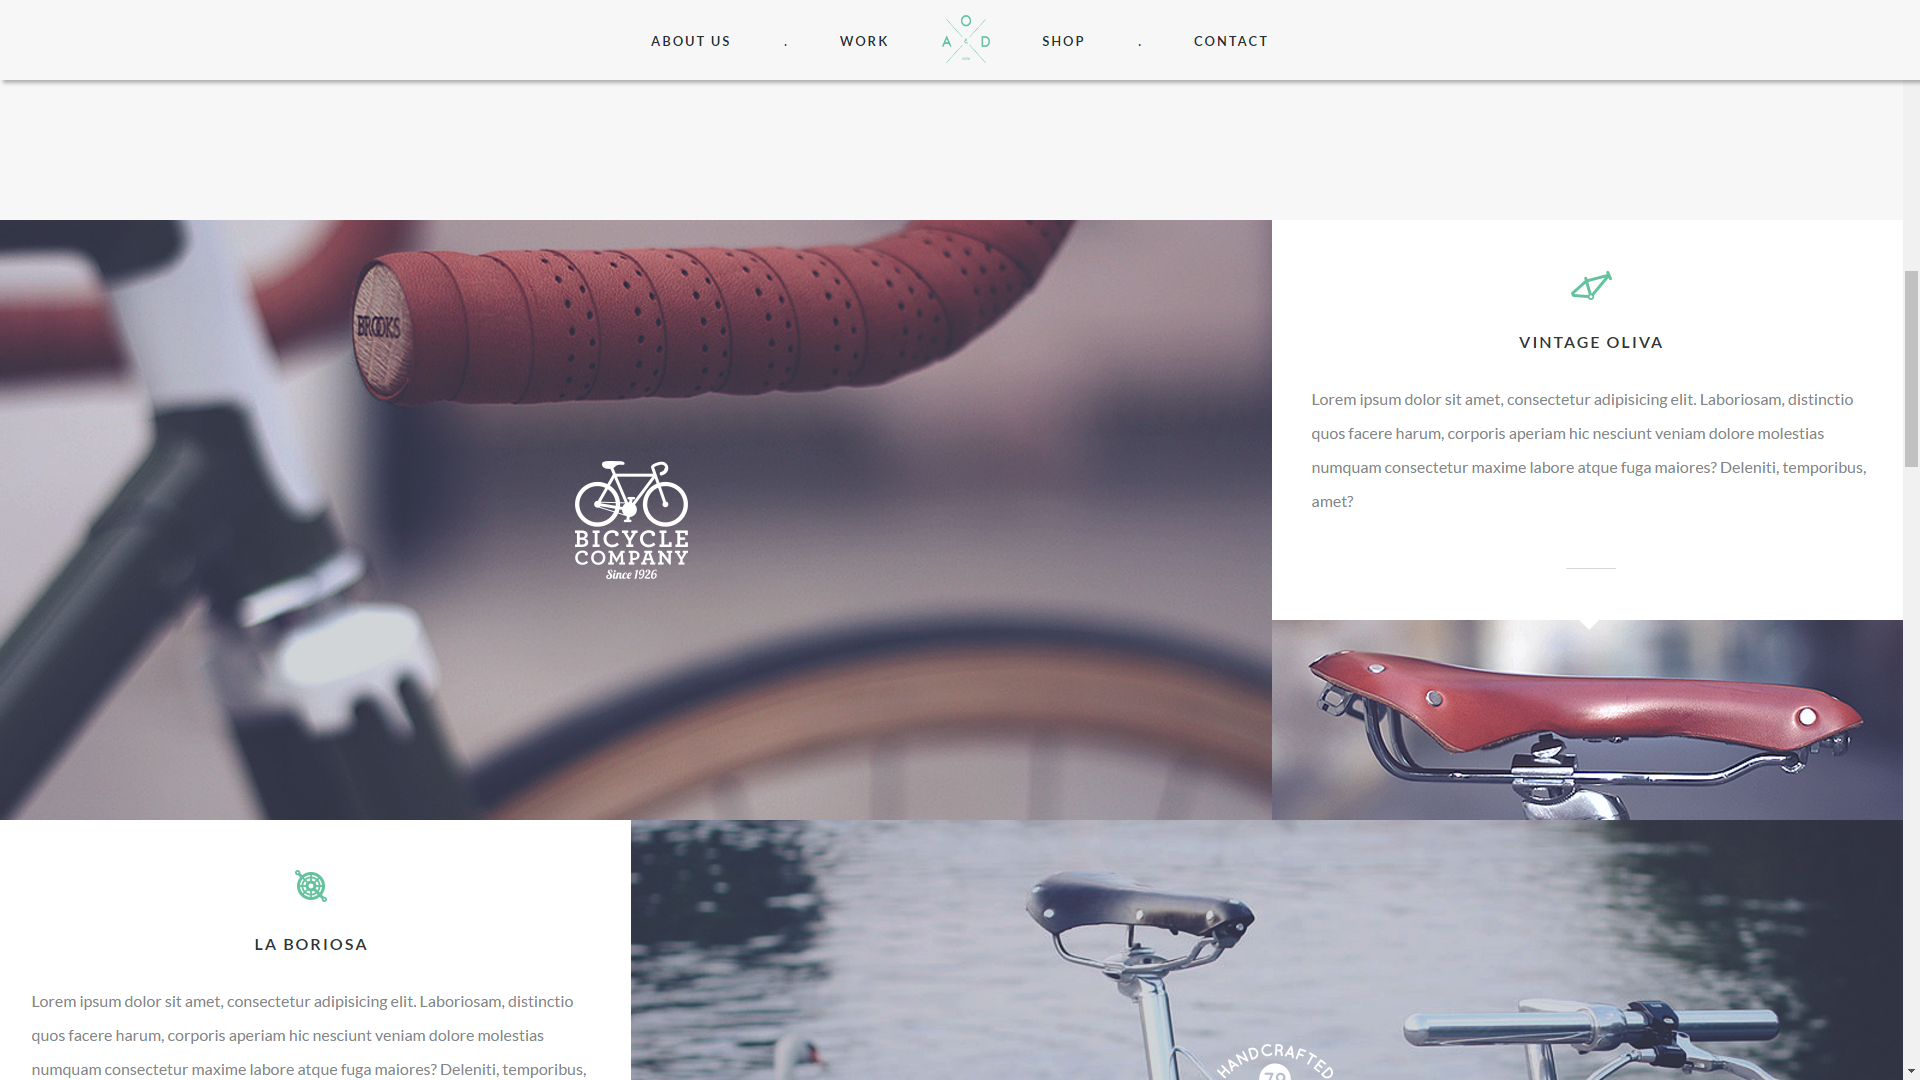 ABOUT US . WORK A O & D SHOP . CONTACT
BROOKS
BICYCLE
COMPANY
Since 1926
VINTAGE OLIVA
Lorem ipsum dolor sit amet, consectetur adipisicing elit. Laboriosam, distinctio
quos facere harum, corporis aperiam hic nesciunt veniam dolore molestias
numquam consectetur maxime labore atque fuga maiores? Deleniti, temporibus,
amet?
LA BORIOSA
Lorem ipsum dolor sit amet, consectetur adipisicing elit. Laboriosam, distinctio
quos facere harum, corporis aperiam hic nesciunt veniam dolore molestias
numquam consectetur maxime labore atque fuga maiores? Deleniti, temporibus,
HANDCRAFTED